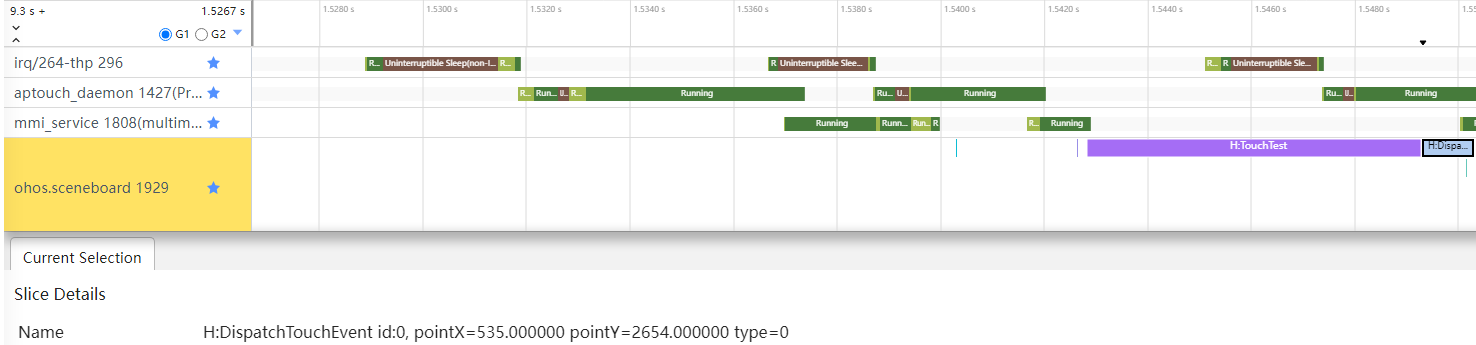 9.3 s + 1.5267 s 1.5280 s 1.5300 s 1.5320 s 1.5340 s 1.5360 s 1.5380 s 1.5400 s 1.5420 s 1.5440 s 1.5460 s 1.5480 s
G1 G2
irq/264-thp 296 R... Uninterruptible Sleep(non-I... R... R Uninterruptible Slee... R... R Uninterruptible Sle...
aptouch_daemon 1427(Pr... R... Run... U... R... Running Ru... U... Running Ru... U... Running
mmi_service 1808(multim... Running Runn... Run... R R... Running
H:TouchTest H:Dispa...
ohos.sceneboard 1929
Current Selection
Slice Details
Name H:DispatchTouchEvent id:0, pointX=535.000000 pointY=2654.000000 type=0